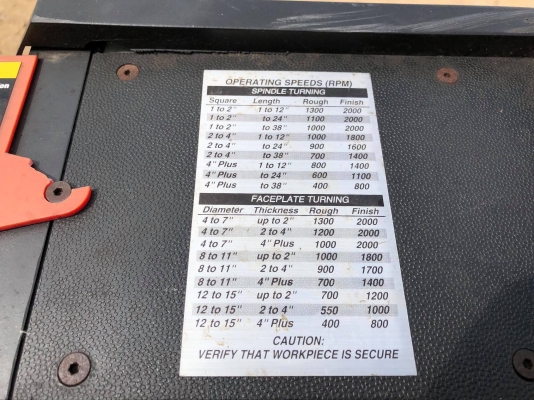 OPERATING SPEEDS (RPM)
SPINDLE TURNING
Square Length Rough Finish
1 to 2" 1 to 12" 1300 2000
1 to 2" to 24" 1100 2000
1 to 2" to 38" 1000 2000
2 to 4" 1 to 12" 1000 1800
2 to 4" to 24" 900 1600
2 to 4" to 38" 700 1400
4" Plus 1 to 12" 800 1400
4" Plus to 24" 600 1100
4" Plus to 38" 400 800
FACEPLATE TURNING
Diameter Thickness Rough Finish
4 to 7" up to 2" 1300 2000
4 to 7" 2 to 4" 1200 2000
4 to 7" 4" Plus 1000 2000
8 to 11" up to 2" 1000 1800
8 to 11" 2 to 4" 900 1700
8 to 11" 4" Plus 700 1400
12 to 15" up to 2" 700 1200
12 to 15" 2 to 4" 550 1000
12 to 15" 4" Plus 400 800
CAUTION:
VERIFY THAT WORKPIECE IS SECURE